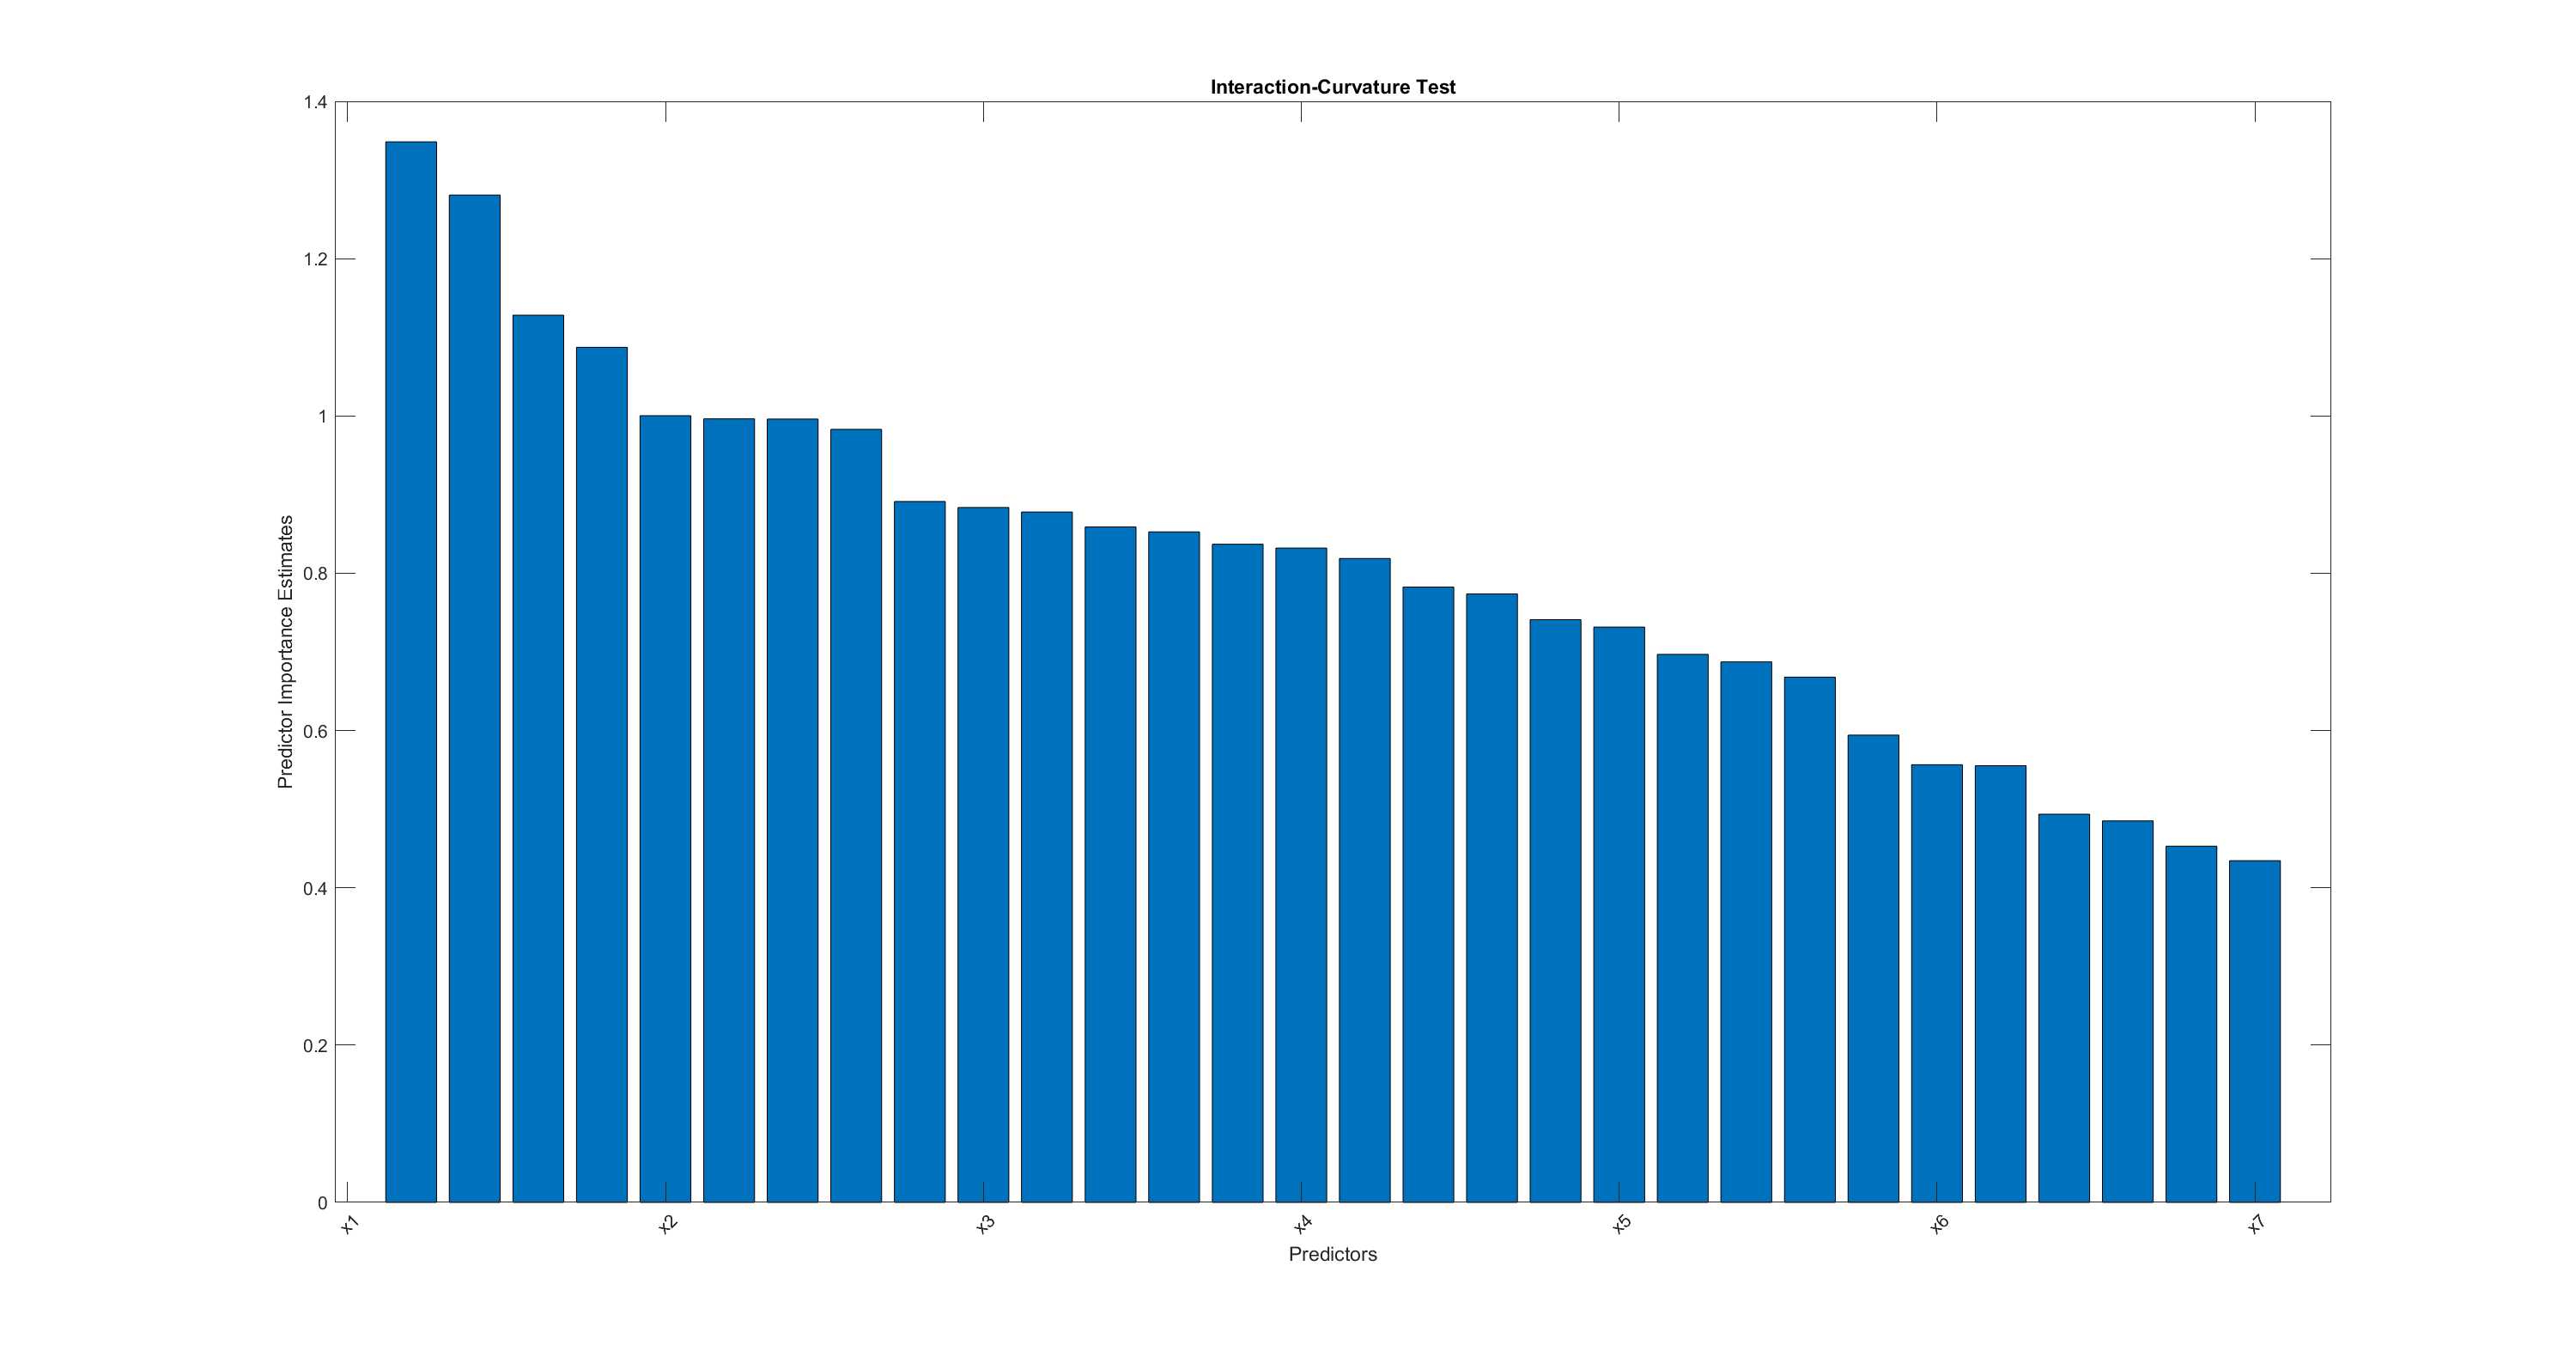 Interaction-Curvature Test
Predictor Importance Estimates
1.4
1.2
1
0.8
0.6
0.4
0.2
0
x1 x2 x3 x4 x5 x6 x7
Predictors